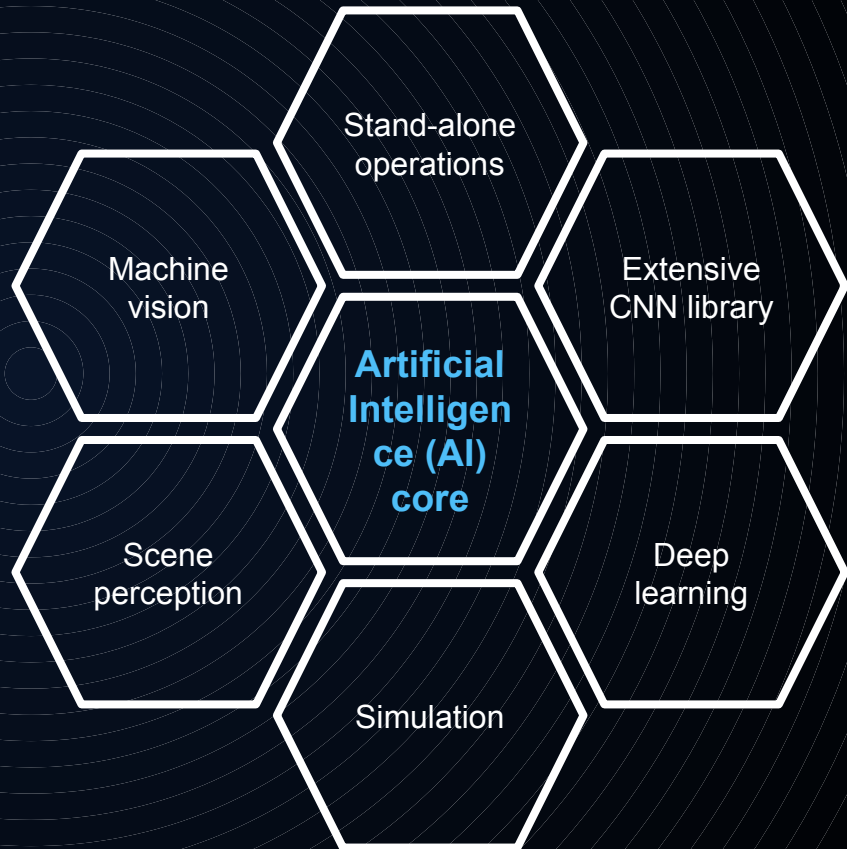 Stand-alone
operations
Machine
vision
Extensive
CNN library
Artificial
Intelligen
ce (AI)
core
Scene
perception
Deep
learning
Simulation